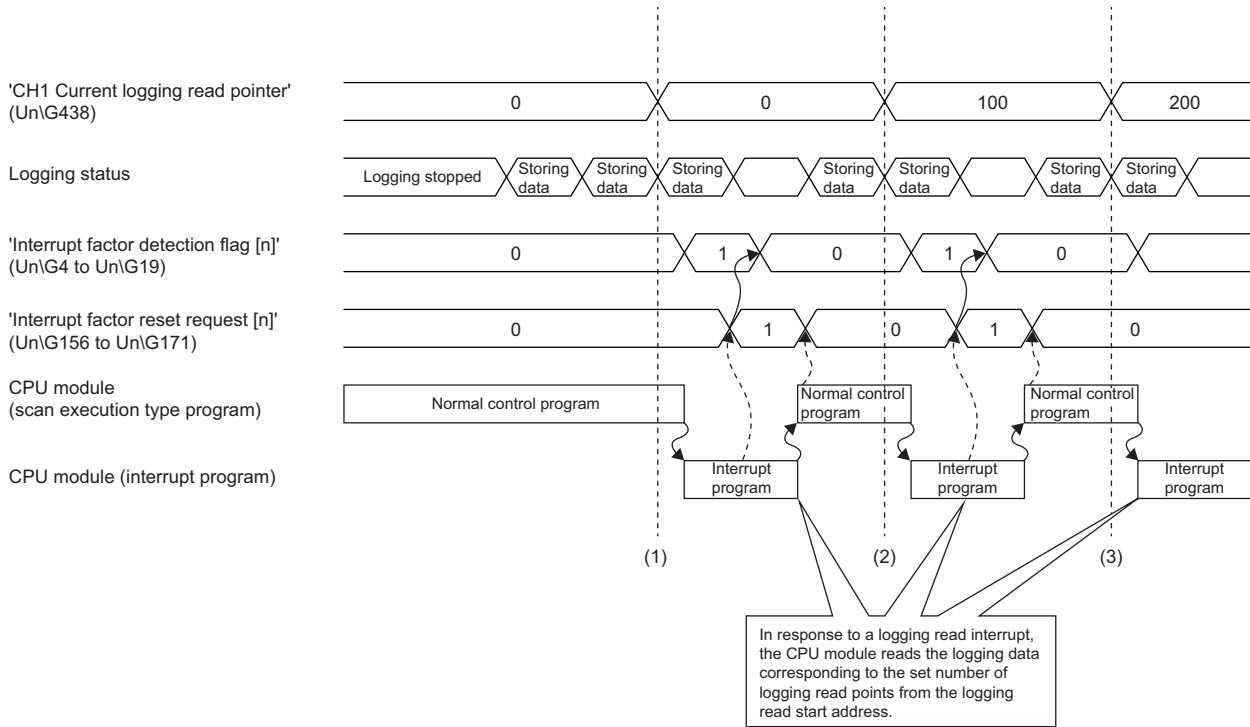 'CH1 Current logging read pointer'
(Un\G438)
0
0
100
200
Logging status
Logging stopped
Storing
data
Storing
data
Storing
data
Storing
data
Storing
data
Storing
data
Storing
data
'Interrupt factor detection flag [n]'
(Un\G4 to Un\G19)
0
1
0
1
0
'Interrupt factor reset request [n]'
(Un\G156 to Un\G171)
0
1
0
1
0
CPU module
(scan execution type program)
Normal control program
Normal control
program
Normal control
program
CPU module (interrupt program)
Interrupt
program
Interrupt
program
Interrupt
program
(1)
(2)
(3)
In response to a logging read interrupt,
the CPU module reads the logging data
corresponding to the set number of
logging read points from the logging
read start address.